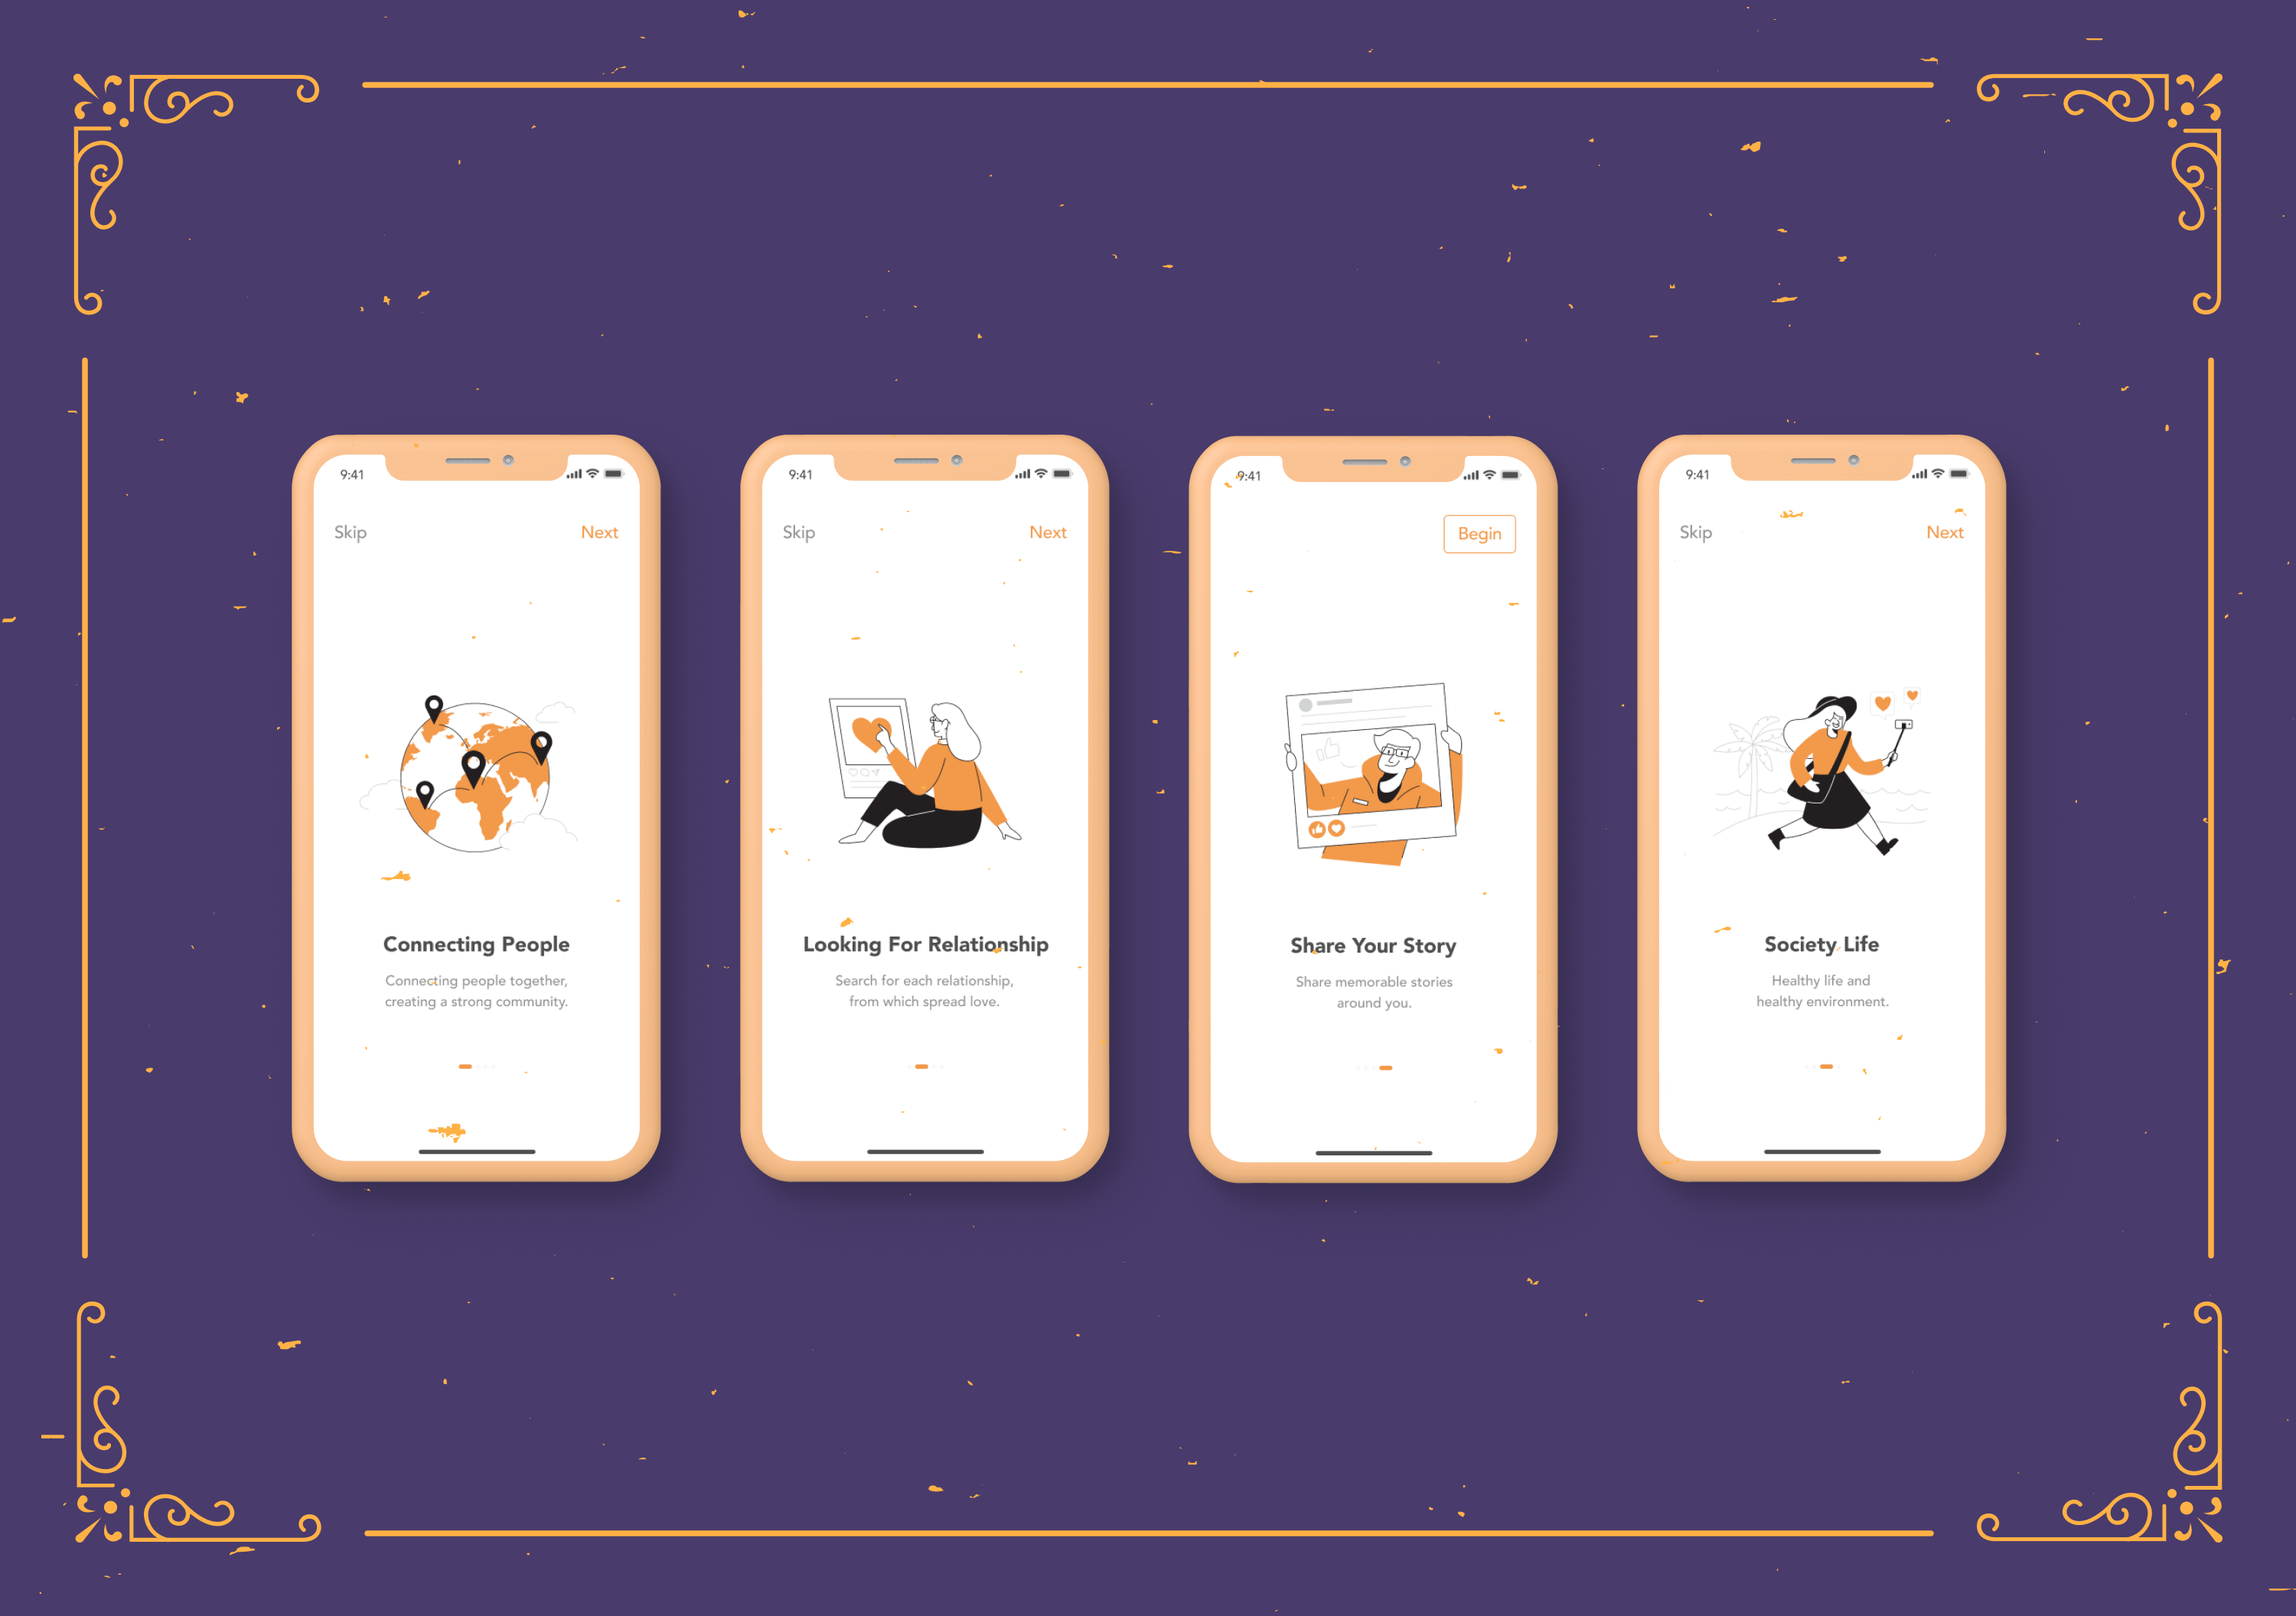 9:41
Skip
Next
Connecting People
Connecting people together,
creating a strong community.
9:41
Skip
Next
Looking For Relationship
Search for each relationship,
from which spread love.
9:41
Begin
Share Your Story
Share memorable stories
around you.
9:41
Skip
Next
Society Life
Healthy life and
healthy environment.